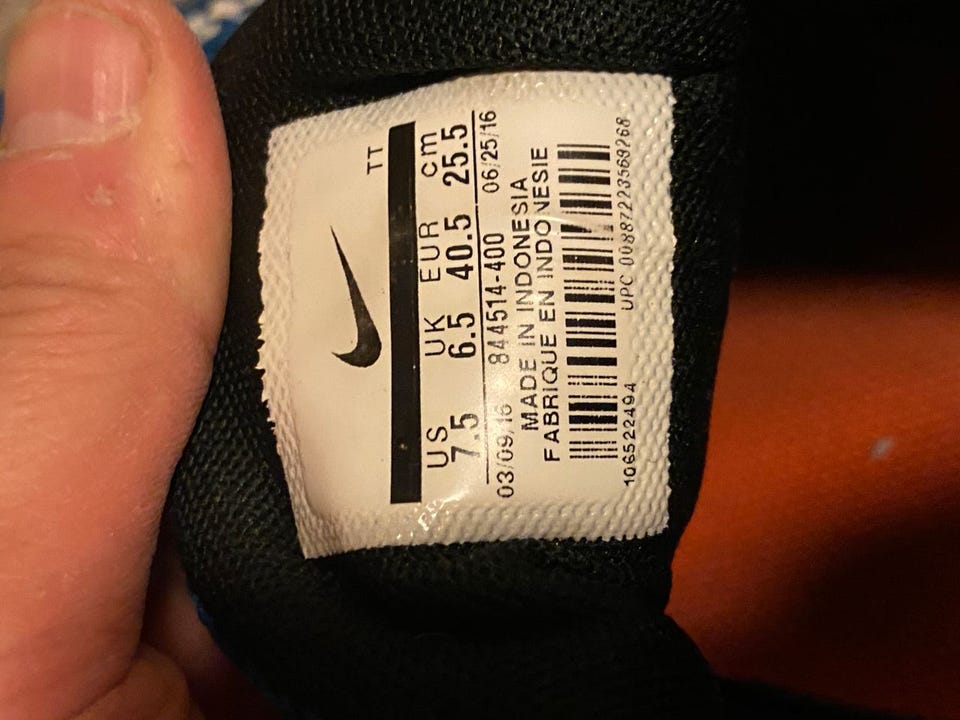 TT
US UK EUR cm
7.5 6.5 40.5 25.5
03/09/16 844514-400 06/25/16
MADE IN INDONESIA
FABRIQUE EN INDONESIE
106522494 UPC 00887223569268